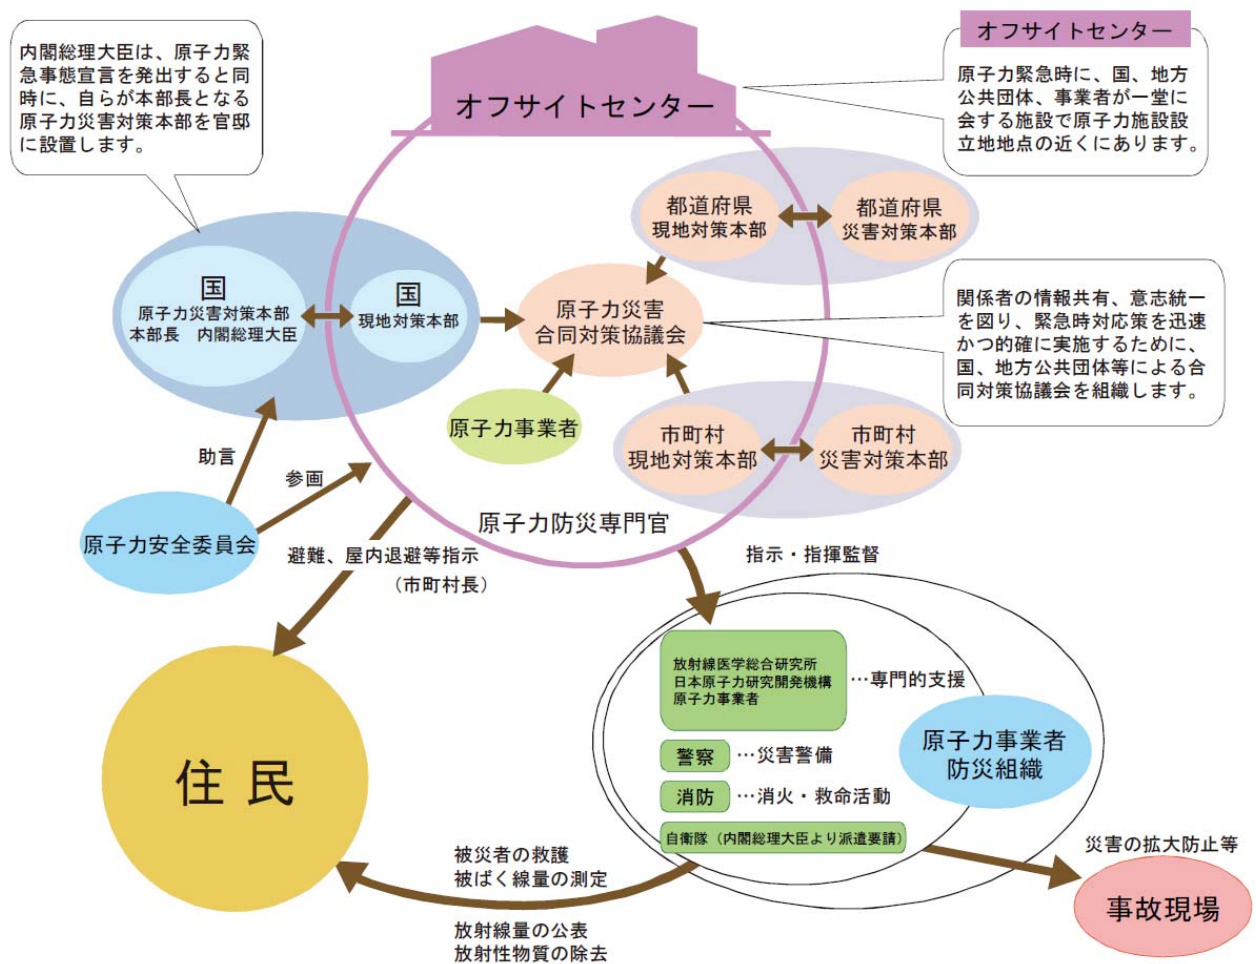 内閣総理大臣は、原子力緊
急事態宣言を発出すると同
時に、自らが本部長となる
原子力災害対策本部を官邸
に設置します。
オフサイトセンター
オフサイトセンター
原子力緊急時に、国、地方
公共団体、事業者が一堂に
会する施設で原子力施設設
立地地点の近くにあります。
都道府県
現地対策本部
都道府県
災害対策本部
国
原子力災害対策本部
本部長　内閣総理大臣
国
現地対策本部
原子力災害
合同対策協議会
関係者の情報共有、意志統一
を図り、緊急時対応策を迅速
かつ的確に実施するために、
国、地方公共団体等による合
同対策協議会を組織します。
原子力事業者
市町村
現地対策本部
市町村
災害対策本部
助言
参画
原子力安全委員会
原子力防災専門官
避難、屋内退避等指示
（市町村長）
指示・指揮監督
放射線医学総合研究所
日本原子力研究開発機構
原子力事業者
…専門的支援
警察
…災害警備
消防
…消火・救命活動
自衛隊（内閣総理大臣より派遣要請）
原子力事業者
防災組織
住民
被災者の救護
被ばく線量の測定
放射線量の公表
放射性物質の除去
災害の拡大防止等
事故現場